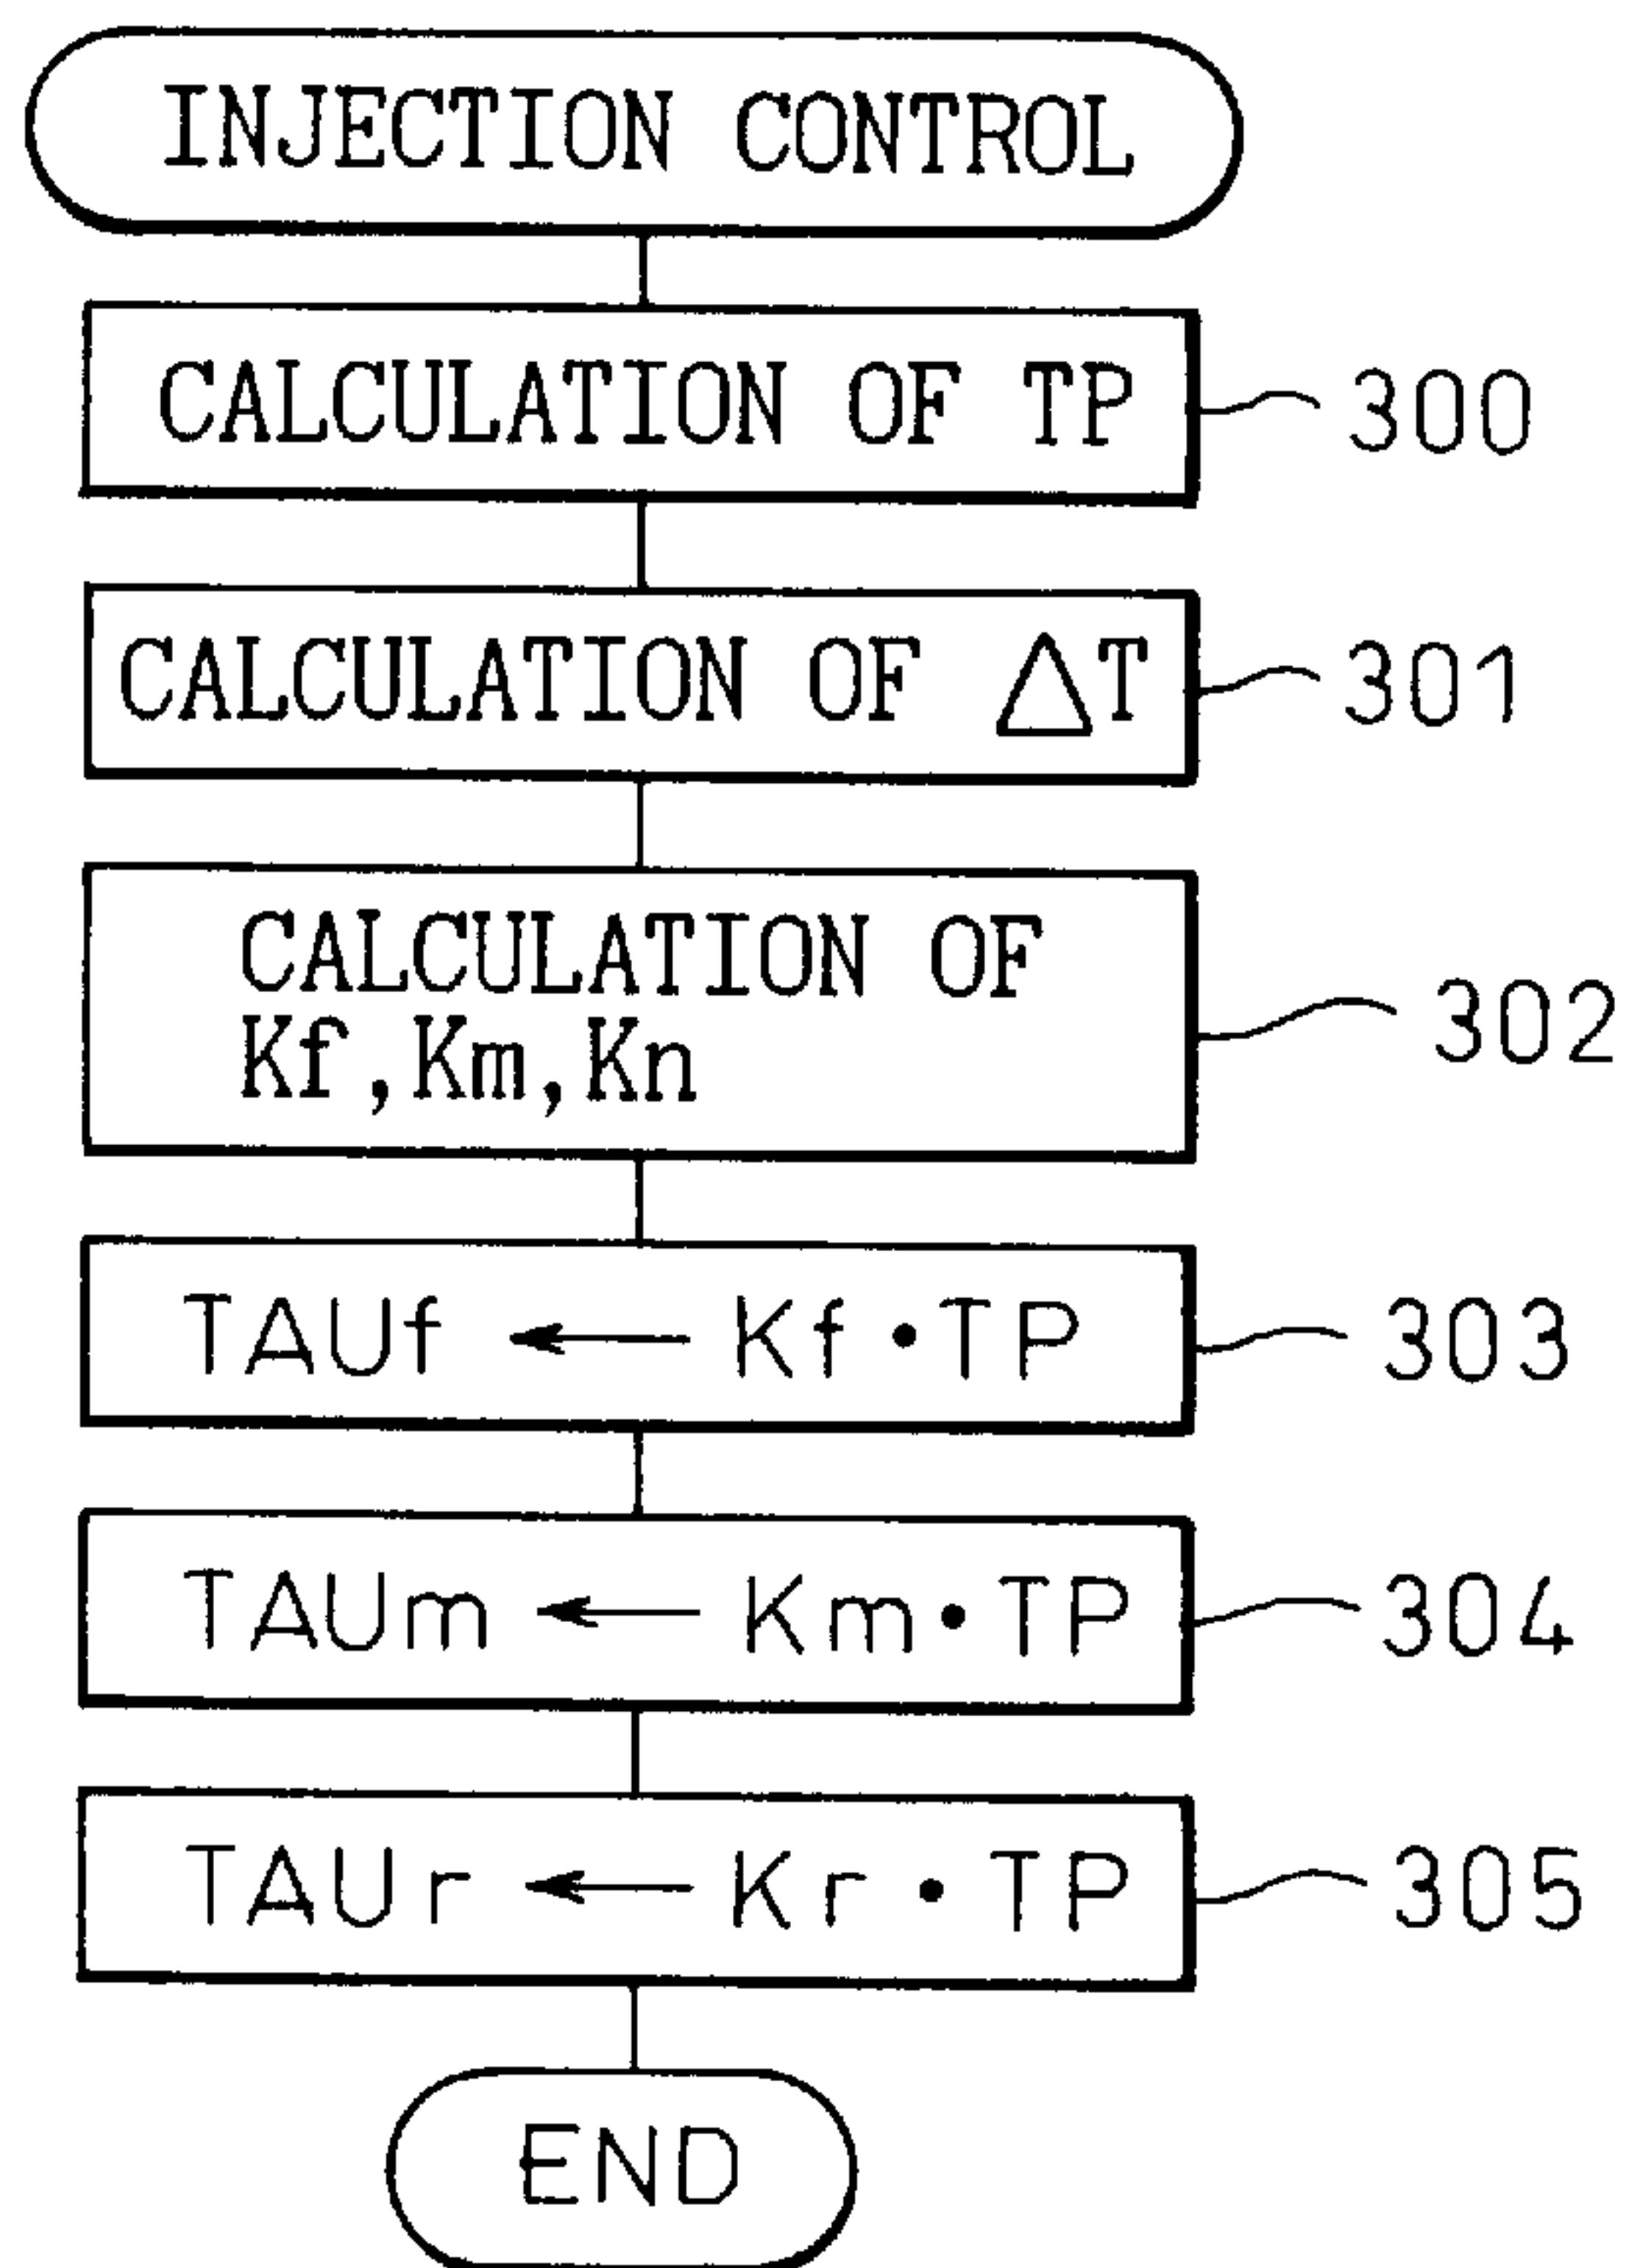 INJECTION CONTROL
CALCULATION OF TP
300
CALCULATION OF △T
301
CALCULATION OF
Kf,Km,Kn
302
TAUf ← Kf•TP
303
TAUm ← Km•TP
304
TAUr ← Kr•TP
305
END